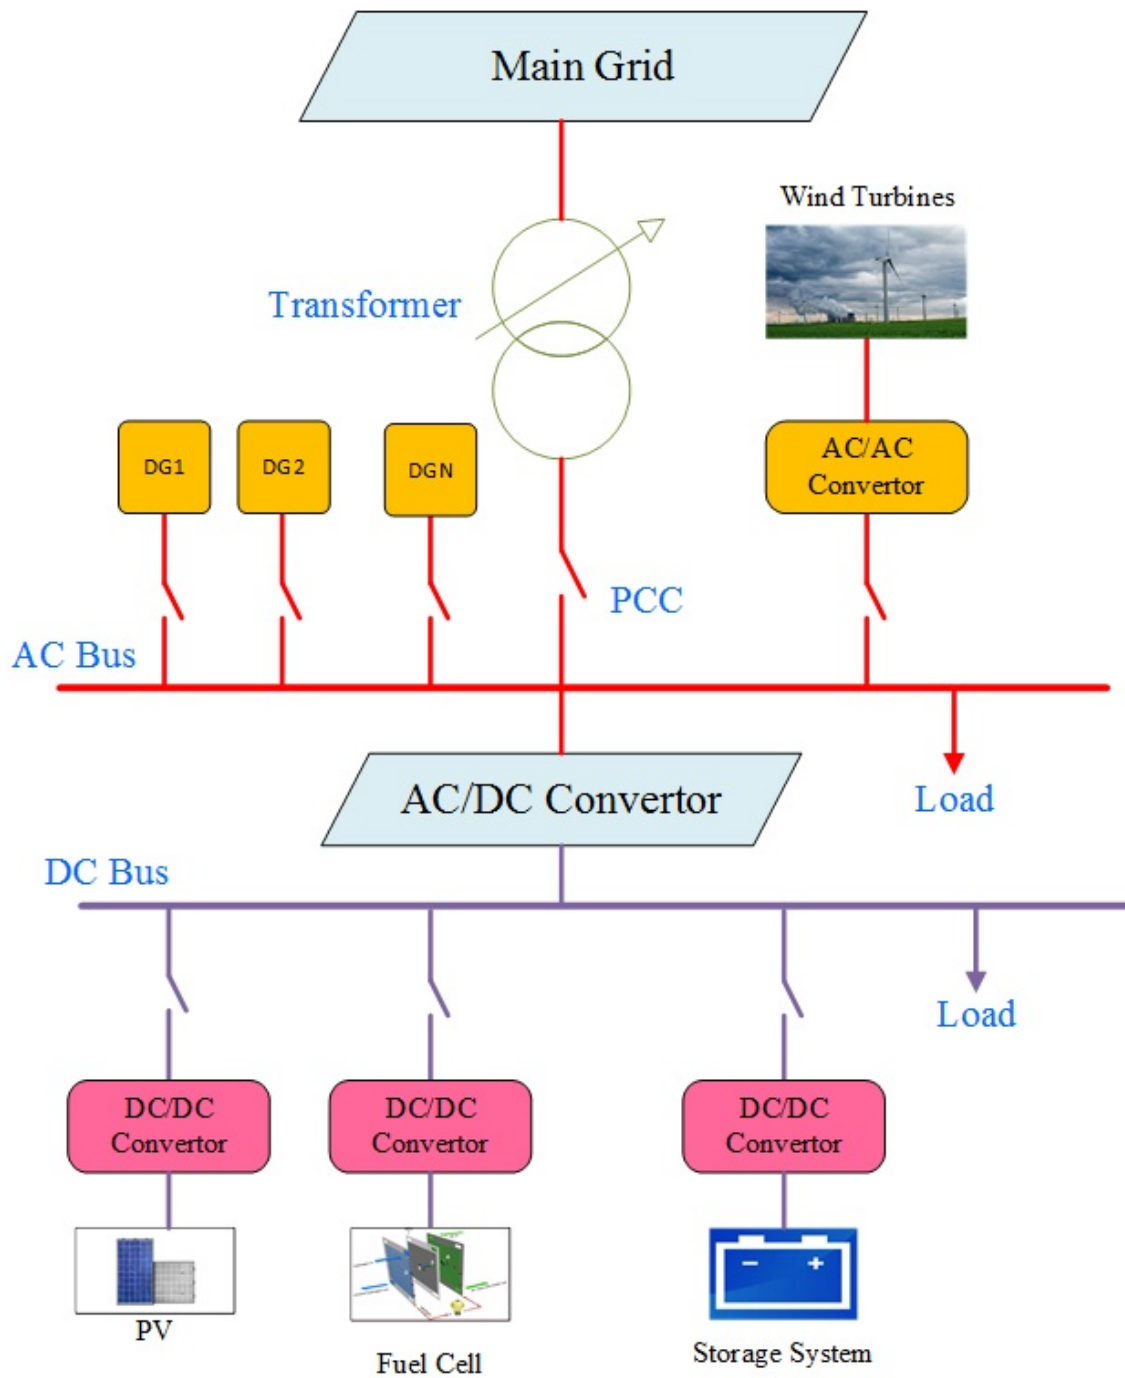 Main Grid
Wind Turbines
Transformer
DG1
DG2
DGN
AC/AC
Convertor
PCC
AC Bus
AC/DC Convertor
Load
DC Bus
Load
DC/DC
Convertor
DC/DC
Convertor
DC/DC
Convertor
PV
Fuel Cell
Storage System